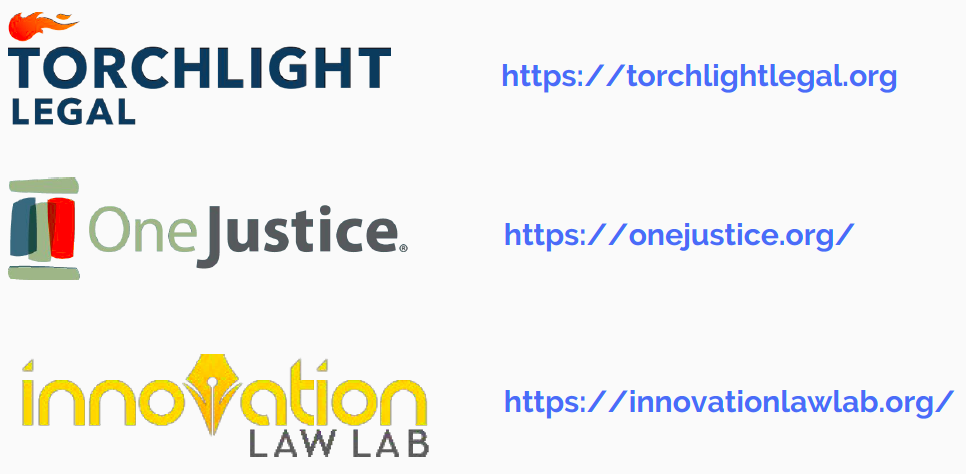 TORCHLIGHT
LEGAL
https://torchlightlegal.org
OneJustice®
https://onejustice.org/
innovation
LAW LAB
https://innovationlawlab.org/